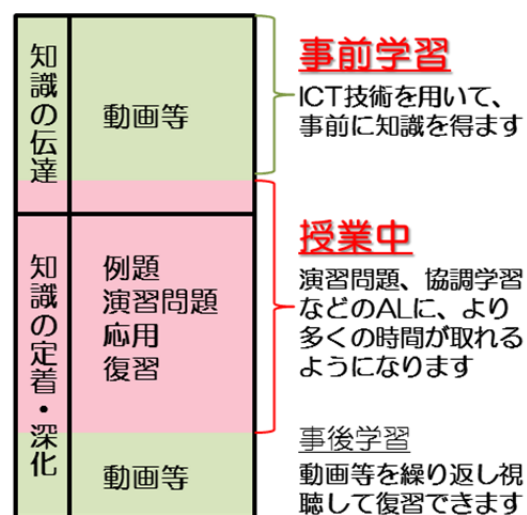 知識の伝達
動画等
事前学習
ICT技術を用いて、
事前に知識を得ます
知識の定着・深化
例題
演習問題
応用
復習
動画等
授業中
演習問題、協調学習
などのALに、より
多くの時間が取れる
ようになります
事後学習
動画等を繰り返し視
聴して復習できます